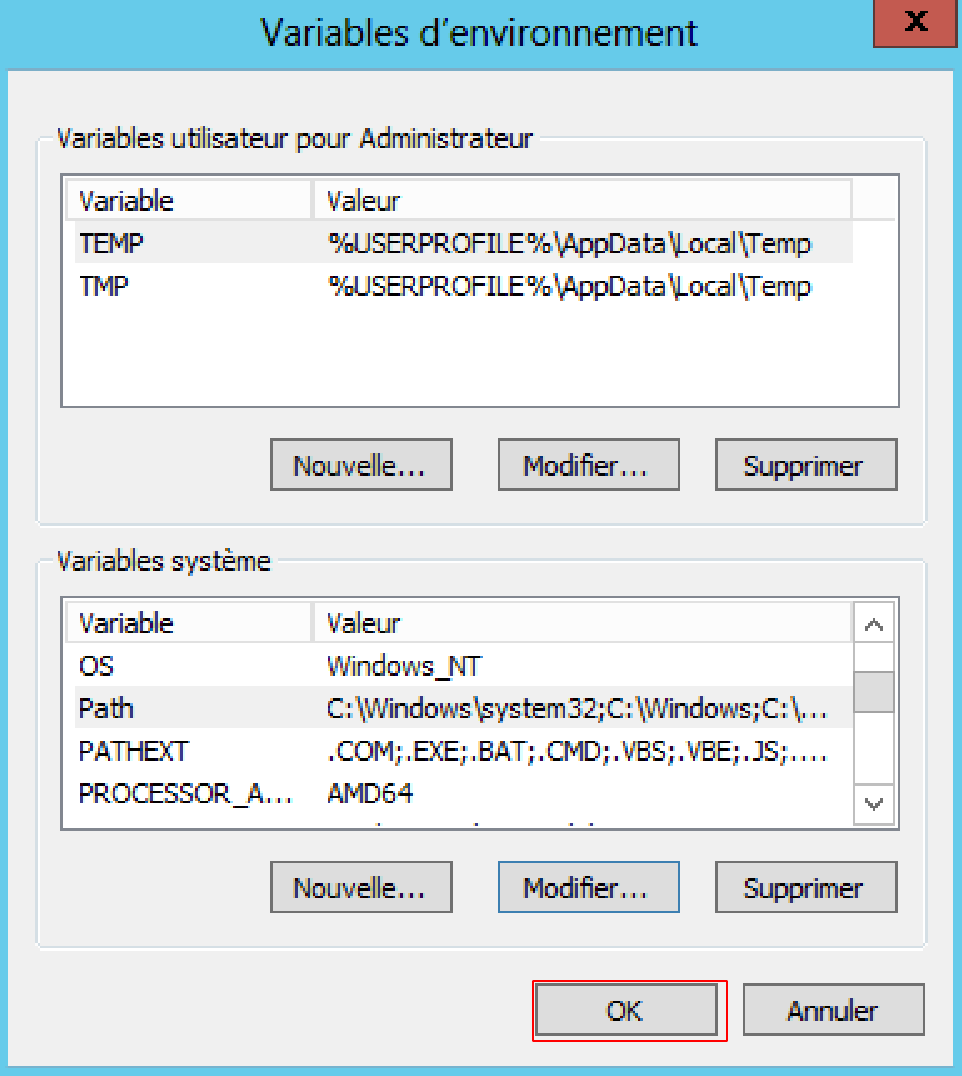 Variables d'environnement
x
Variables utilisateur pour Administrateur
Variable Valeur
TEMP %USERPROFILE%\AppData\Local\Temp
TMP %USERPROFILE%\AppData\Local\Temp
Nouvelle... Modifier... Supprimer
Variables système
Variable Valeur
OS Windows_NT
Path C:\Windows\system32;C:\Windows;C:\...
PATHEXT .COM;.EXE;.BAT;.CMD;.VBS;.VBE;.JS;....
PROCESSOR_A... AMD64
Nouvelle... Modifier... Supprimer
OK Annuler